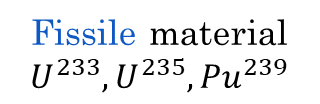 Fissile material
U²³³, U²³⁵, Pu²³⁹